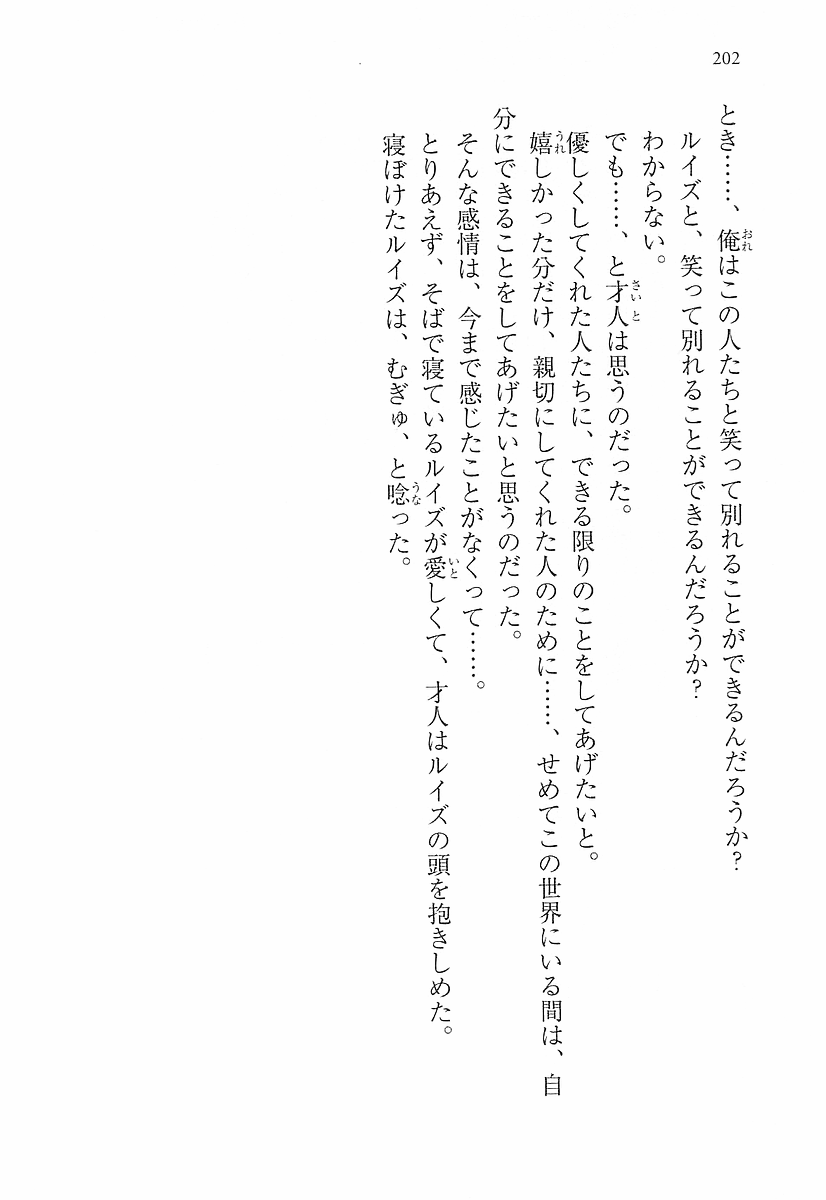 202
とき……、俺はこの人たちと笑って別れることができるんだろうか？
ルイズと、笑って別れることができるんだろうか？
わからない。
でも……、と才人は思うのだった。
優しくしてくれた人たちに、できる限りのことをしてあげたいと。
嬉しかった分だけ、親切にしてくれた人のために……、せめてこの世界にいる間は、自
分にできることをしてあげたいと思うのだった。
そんな感情は、今まで感じたことがなくって……。
とりあえず、そばで寝ているルイズが愛しくて、才人はルイズの頭を抱きしめた。
寝ぼけたルイズは、むぎゅ、と唸った。